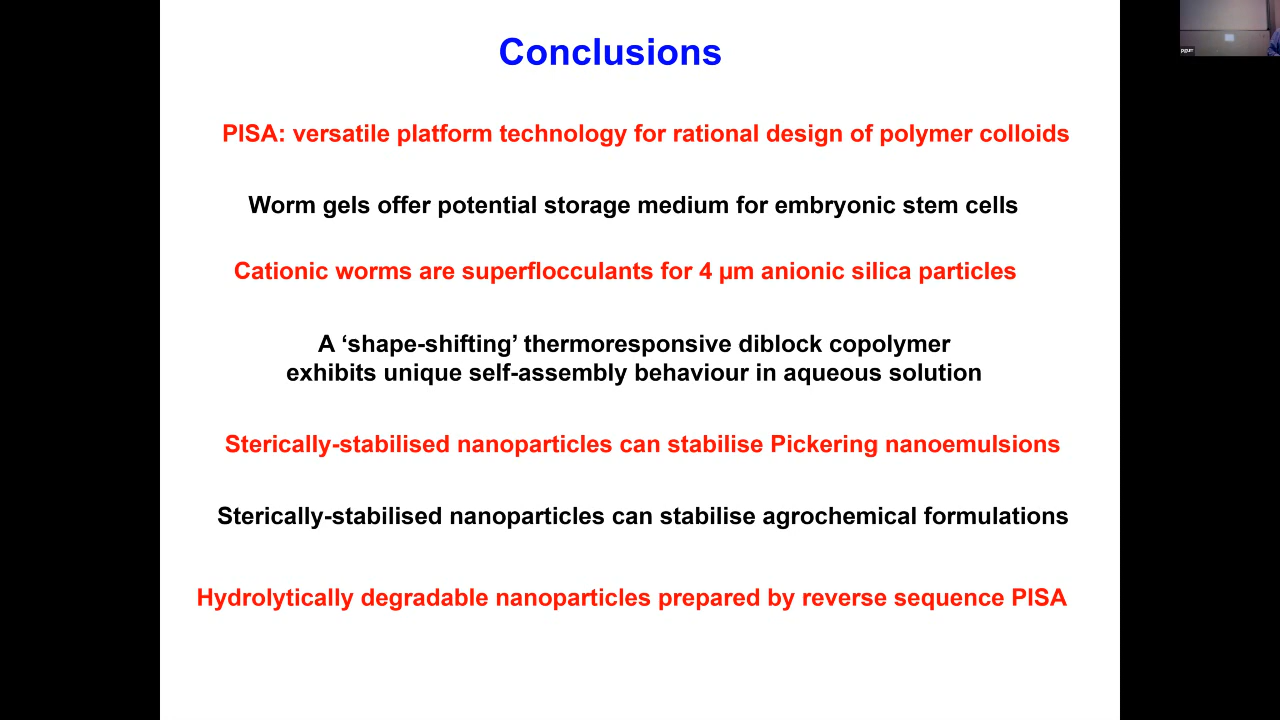 Conclusions
PISA: versatile platform technology for rational design of polymer colloids
Worm gels offer potential storage medium for embryonic stem cells
Cationic worms are superflocculants for 4 µm anionic silica particles
A ‘shape-shifting’ thermoresponsive diblock copolymer
exhibits unique self-assembly behaviour in aqueous solution
Sterically-stabilised nanoparticles can stabilise Pickering nanoemulsions
Sterically-stabilised nanoparticles can stabilise agrochemical formulations
Hydrolytically degradable nanoparticles prepared by reverse sequence PISA